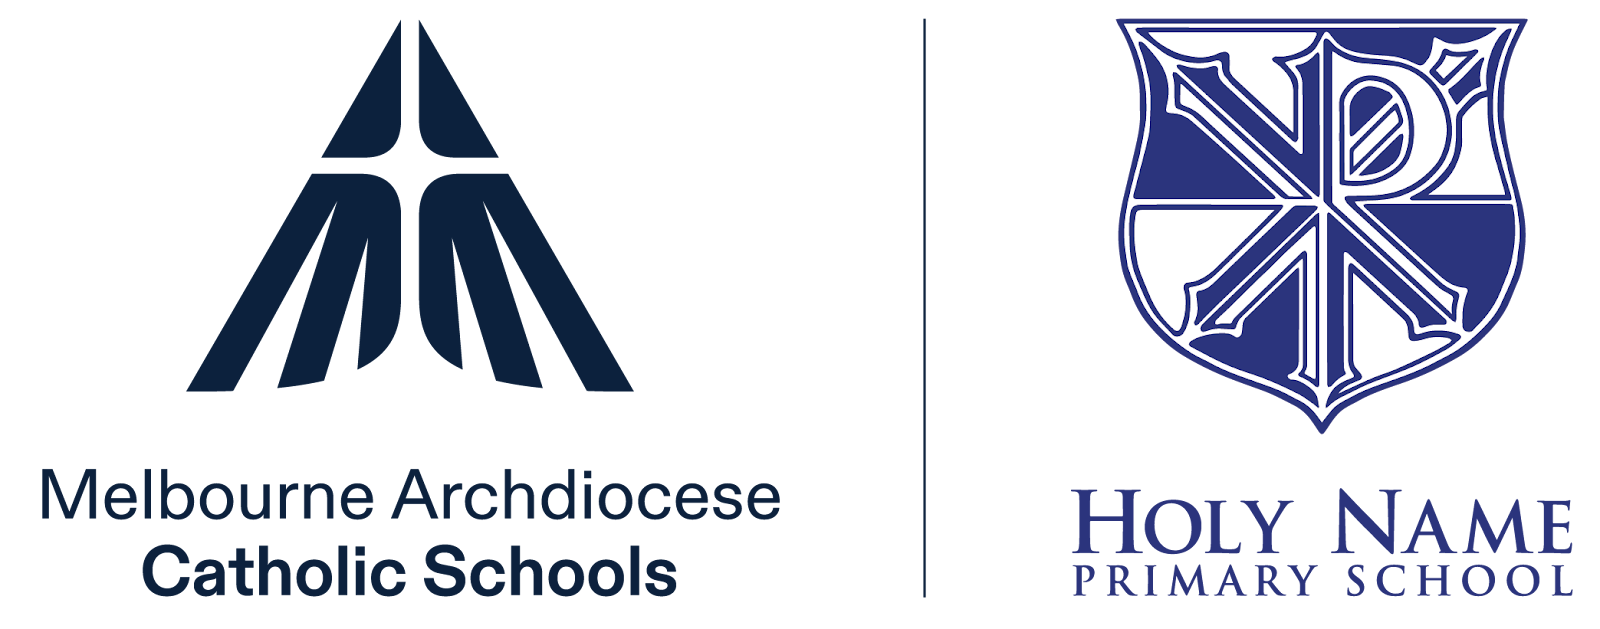 Melbourne Archdiocese
Catholic Schools
HOLY NAME
PRIMARY SCHOOL